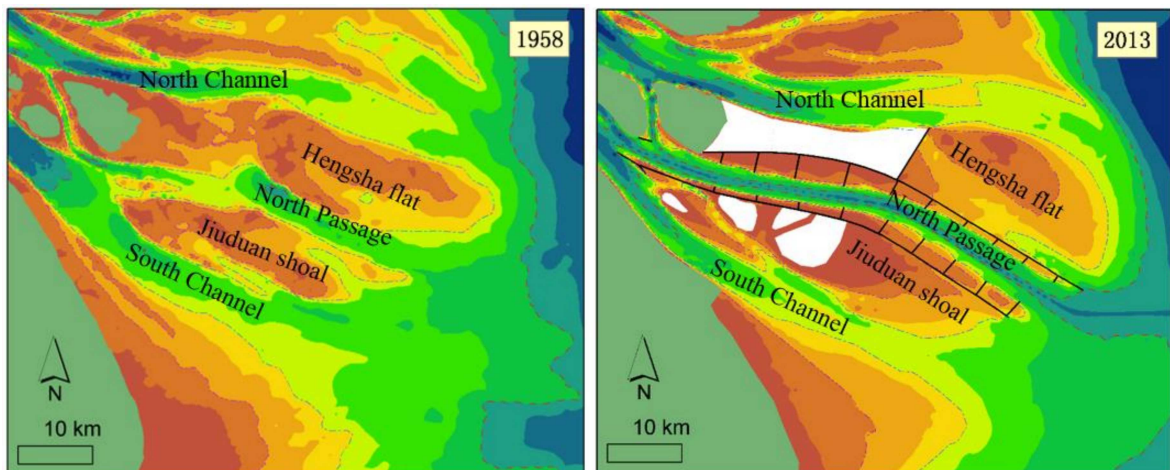 1958
North Channel
Hengsha flat
North Passage
Jiuduan shoal
South Channel
N
10 km
2013
North Channel
Hengsha flat
North Passage
Jiuduan shoal
South Channel
N
10 km